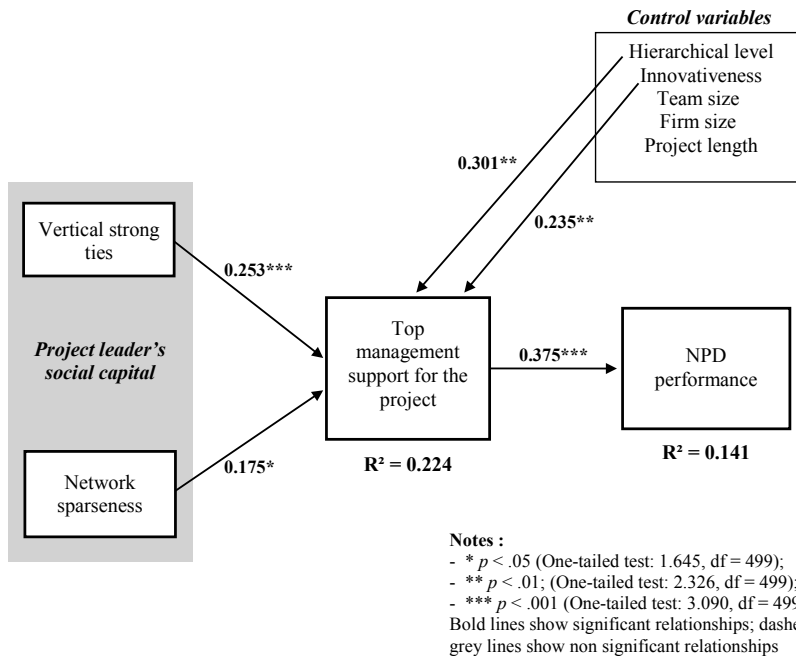 Control variables
Hierarchical level
Innovativeness
Team size
Firm size
Project length
0.301**
0.235**
Vertical strong
ties
0.253***
Project leader's
social capital
Top
management
support for the
project
0.375***
NPD
performance
R² = 0.224
R² = 0.141
0.175*
Network
sparseness
Notes :
- * p < .05 (One-tailed test: 1.645, df = 499);
- ** p < .01; (One-tailed test: 2.326, df = 499);
- *** p < .001 (One-tailed test: 3.090, df = 499
Bold lines show significant relationships; dashe
grey lines show non significant relationships